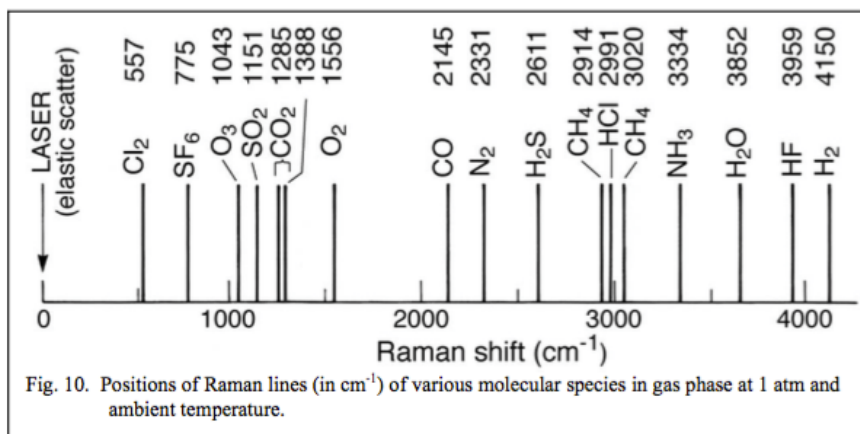 557 775 1043 1151 1285 1388 1556 2145 2331 2611 2914 2991 3020 3334 3852 3959 4150
LASER
(elastic scatter)
Cl2 SF6 O3 SO2 CO2 O2 CO N2 H2S CH4 HCl CH4 NH3 H2O HF H2
0 1000 2000 3000 4000
Raman shift (cm-1)
Fig. 10. Positions of Raman lines (in cm-1) of various molecular species in gas phase at 1 atm and
ambient temperature.